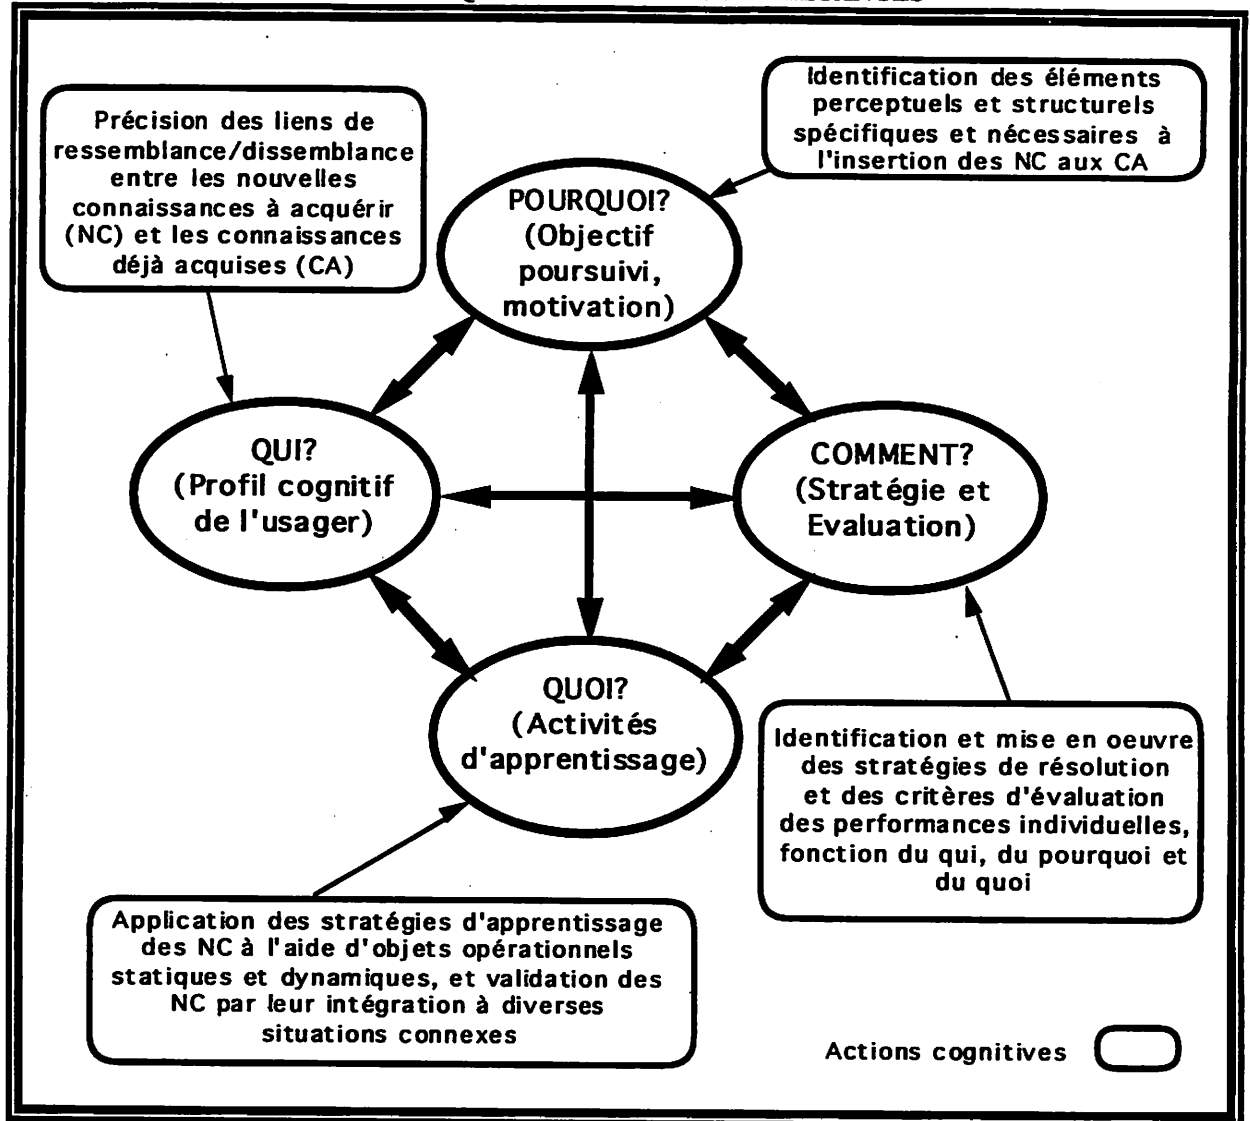 Précision des liens de
ressemblance/dissemblance
entre les nouvelles
connaissances à acquérir
(NC) et les connaissances
déjà acquises (CA)
Identification des éléments
perceptuels et structurels
spécifiques et nécessaires à
l'insertion des NC aux CA
POURQUOI?
(Objectif
poursuivi,
motivation)
QUI?
(Profil cognitif
de l'usager)
COMMENT?
(Stratégie et
Evaluation)
QUOI?
(Activités
d'apprentissage)
Identification et mise en oeuvre
des stratégies de résolution
et des critères d'évaluation
des performances individuelles,
fonction du qui, du pourquoi et
du quoi
Application des stratégies d'apprentissage
des NC à l'aide d'objets opérationnels
statiques et dynamiques, et validation des
NC par leur intégration à diverses
situations connexes
Actions cognitives